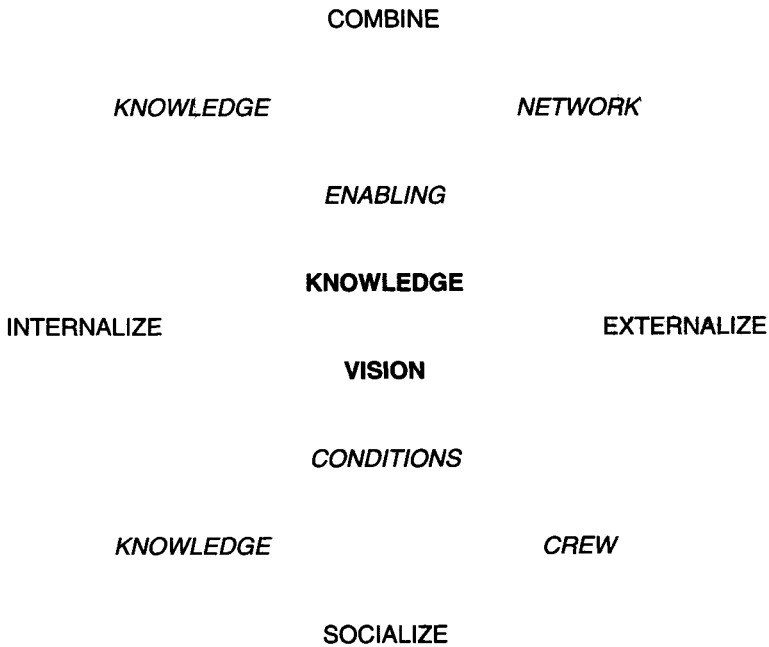 COMBINE
KNOWLEDGE NETWORK
ENABLING
KNOWLEDGE
INTERNALIZE EXTERNALIZE
VISION
CONDITIONS
KNOWLEDGE CREW
SOCIALIZE